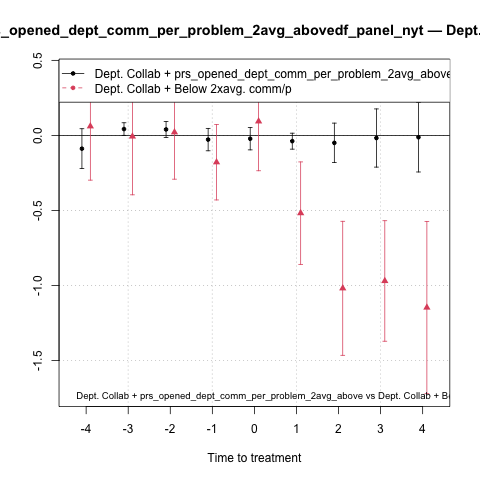 s_opened_dept_comm_per_problem_2avg_abovedf_panel_nyt — Dept.
Dept. Collab + prs_opened_dept_comm_per_problem_2avg_above
Dept. Collab + Below 2xavg. comm/p
0.5
0.0
-0.5
-1.0
-1.5
Dept. Collab + prs_opened_dept_comm_per_problem_2avg_above vs Dept. Collab + Be
-4 -3 -2 -1 0 1 2 3 4
Time to treatment